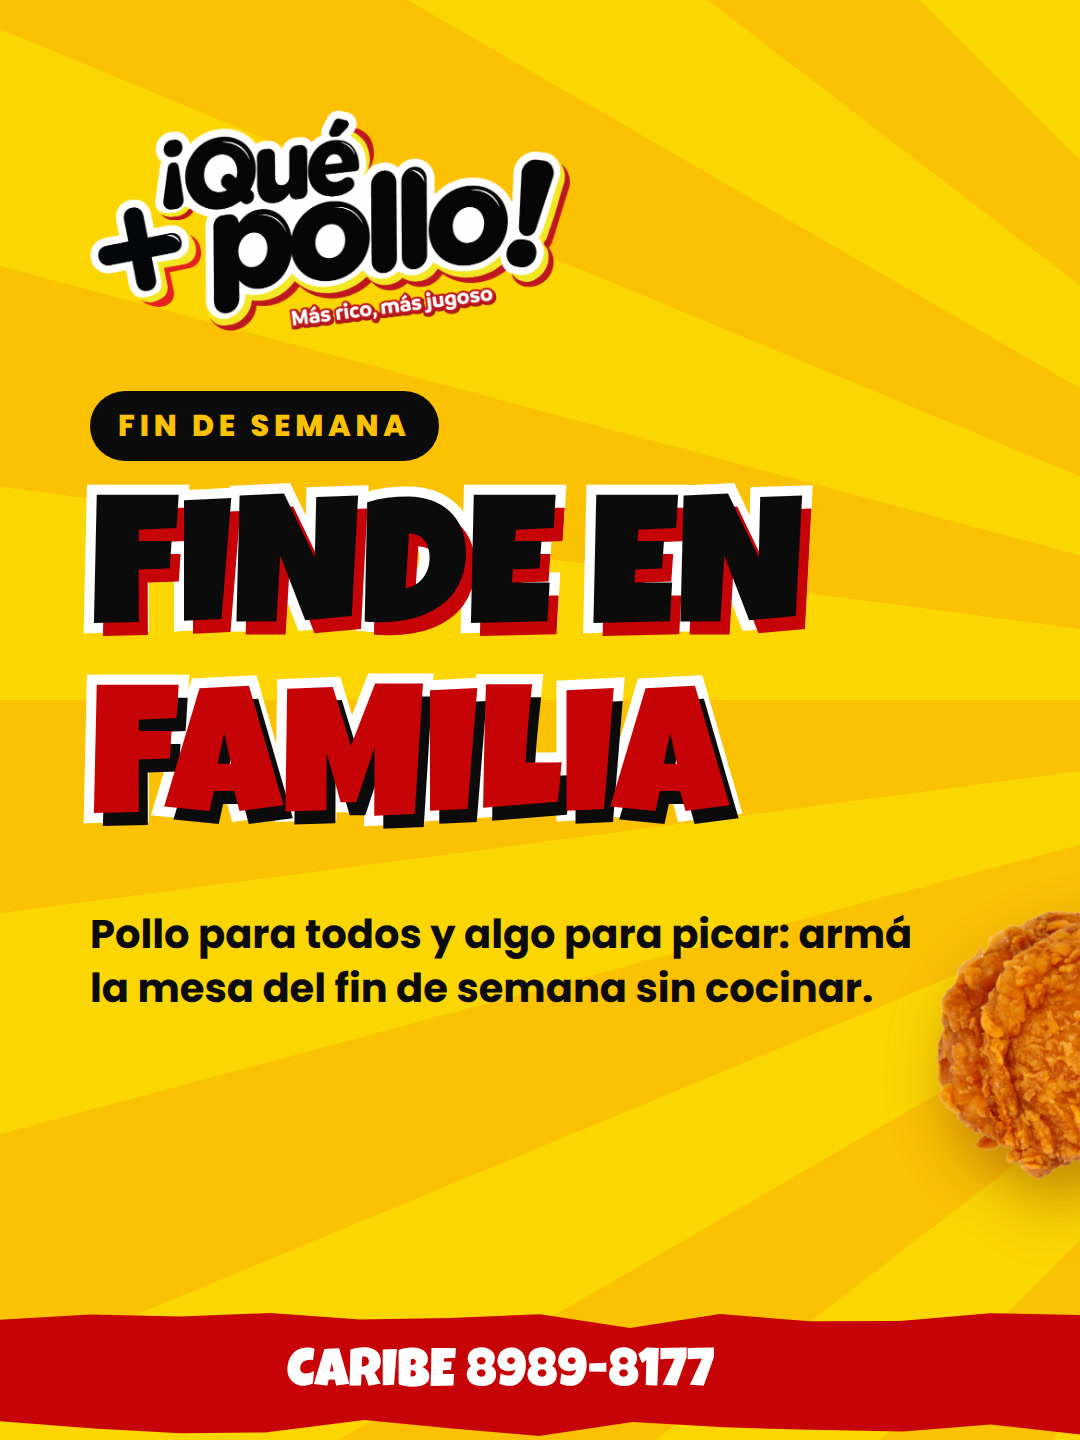 ¡Qué
+ pollo!
Más rico, más jugoso
FIN DE SEMANA
FINDE EN
FAMILIA
Pollo para todos y algo para picar: armá
la mesa del fin de semana sin cocinar.
CARIBE 8989-8177